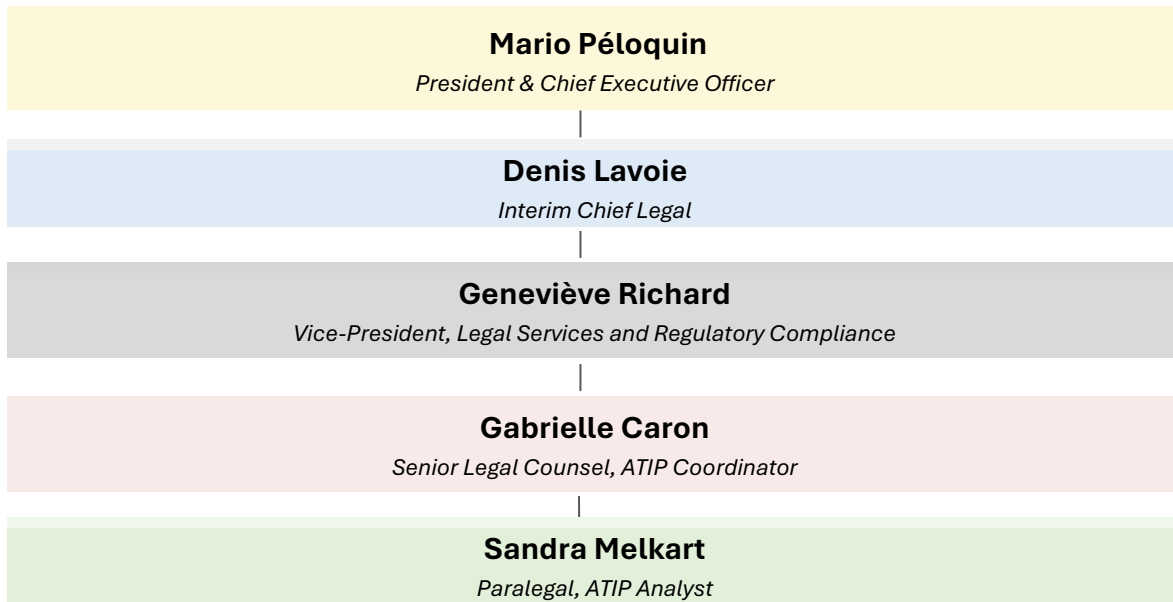 Mario Péloquin
President & Chief Executive Officer
Denis Lavoie
Interim Chief Legal
Geneviève Richard
Vice-President, Legal Services and Regulatory Compliance
Gabrielle Caron
Senior Legal Counsel, ATIP Coordinator
Sandra Melkart
Paralegal, ATIP Analyst